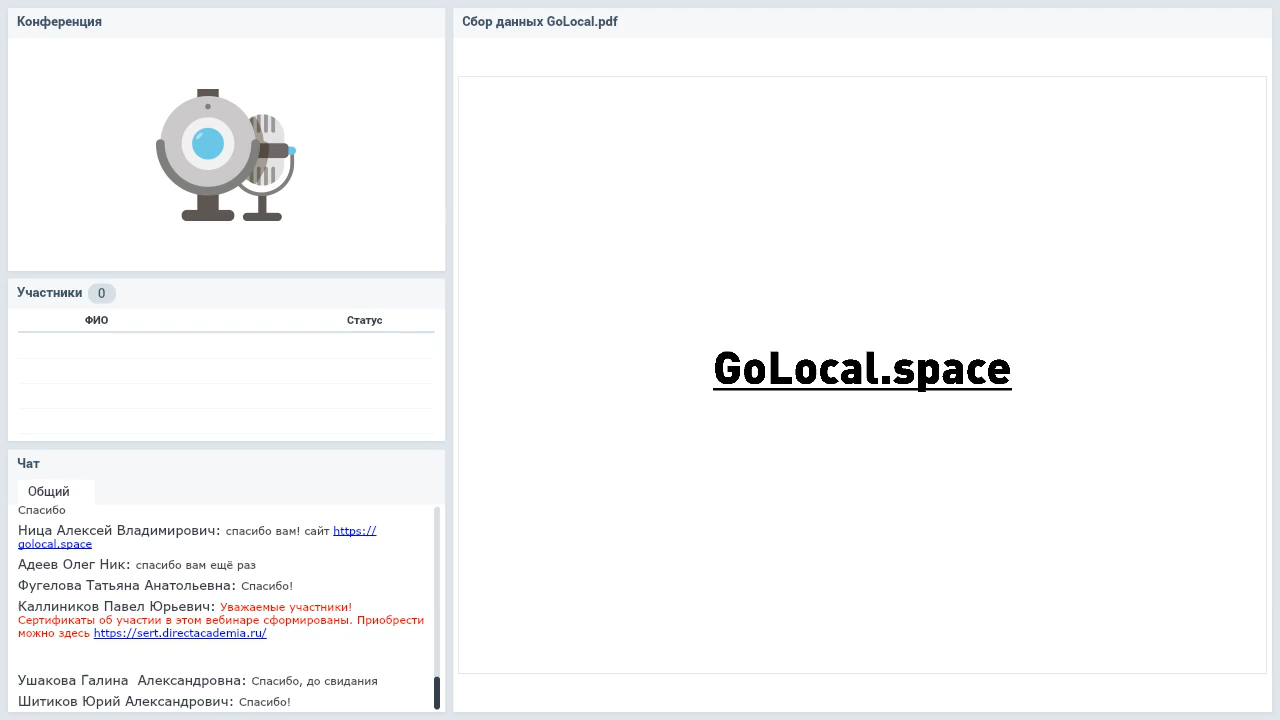 Конференция
Участники 0
ФИО Статус
Чат
Общий
Спасибо
Ница Алексей Владимирович: спасибо вам! сайт https://
golocal.space
Адеев Олег Ник: спасибо вам ещё раз
Фугелова Татьяна Анатольевна: Спасибо!
Каллиников Павел Юрьевич: Уважаемые участники!
Сертификаты об участии в этом вебинаре сформированы. Приобрести
можно здесь https://sert.directacademia.ru/
Ушакова Галина Александровна: Спасибо, до свидания
Шитиков Юрий Александрович: Спасибо!
Сбор данных GoLocal.pdf
GoLocal.space